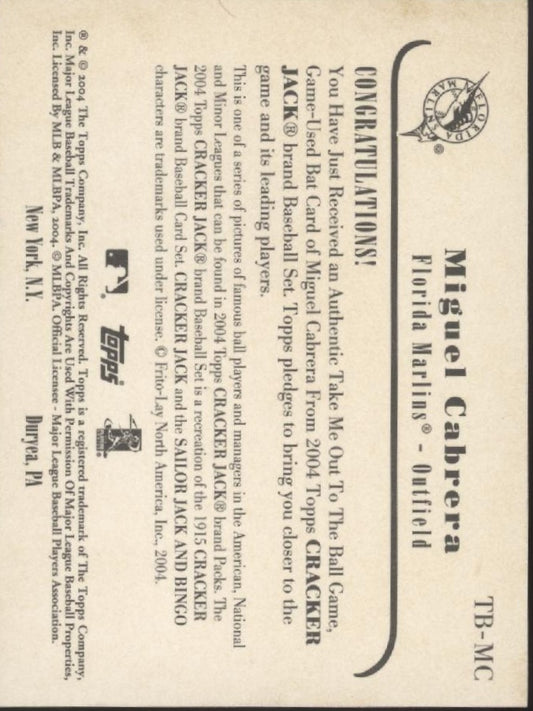 TB-MC
Miguel Cabrera
Florida Marlins® - Outfield
FLORIDA MARLINS
®
CONGRATULATIONS!
You Have Just Received an Authentic Take Me Out To The Ball Game,
Game-Used Bat Card of Miguel Cabrera From 2004 Topps CRACKER
JACK® brand Baseball Set. Topps pledges to bring you closer to the
game and its leading players.
This is one of a series of pictures of famous ball players and managers in the American, National
and Minor Leagues that can be found in 2004 Topps CRACKER JACK® brand Packs. The
2004 Topps CRACKER JACK® brand Baseball Set is a recreation of the 1915 CRACKER
JACK® brand Baseball Card Set. CRACKER JACK and the SAILOR JACK AND BINGO
characters are trademarks used under license. © Frito-Lay North America, Inc., 2004.
® topps
® & © 2004 The Topps Company, Inc. All Rights Reserved. Topps is a registered trademark of The Topps Company,
Inc. Major League Baseball Trademarks And Copyrights Are Used With Permission Of Major League Baseball Properties,
Inc. Licensed By MLB & MLBPA, 2004. © MLBPA. Official Licensee - Major League Baseball Players Association.
New York, N.Y. Duryea, PA